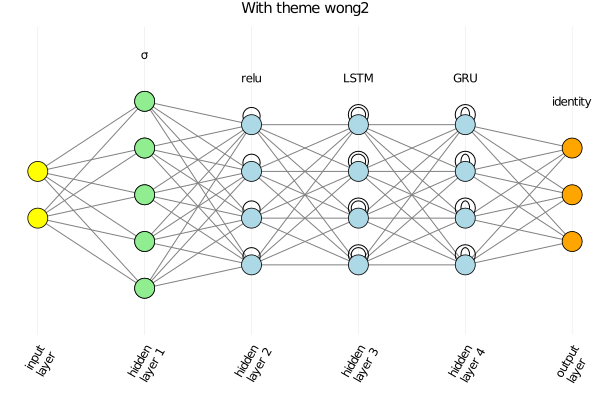 With theme wong2
σ
relu
LSTM
GRU
identity
input
layer
hidden
layer 1
hidden
layer 2
hidden
layer 3
hidden
layer 4
output
layer